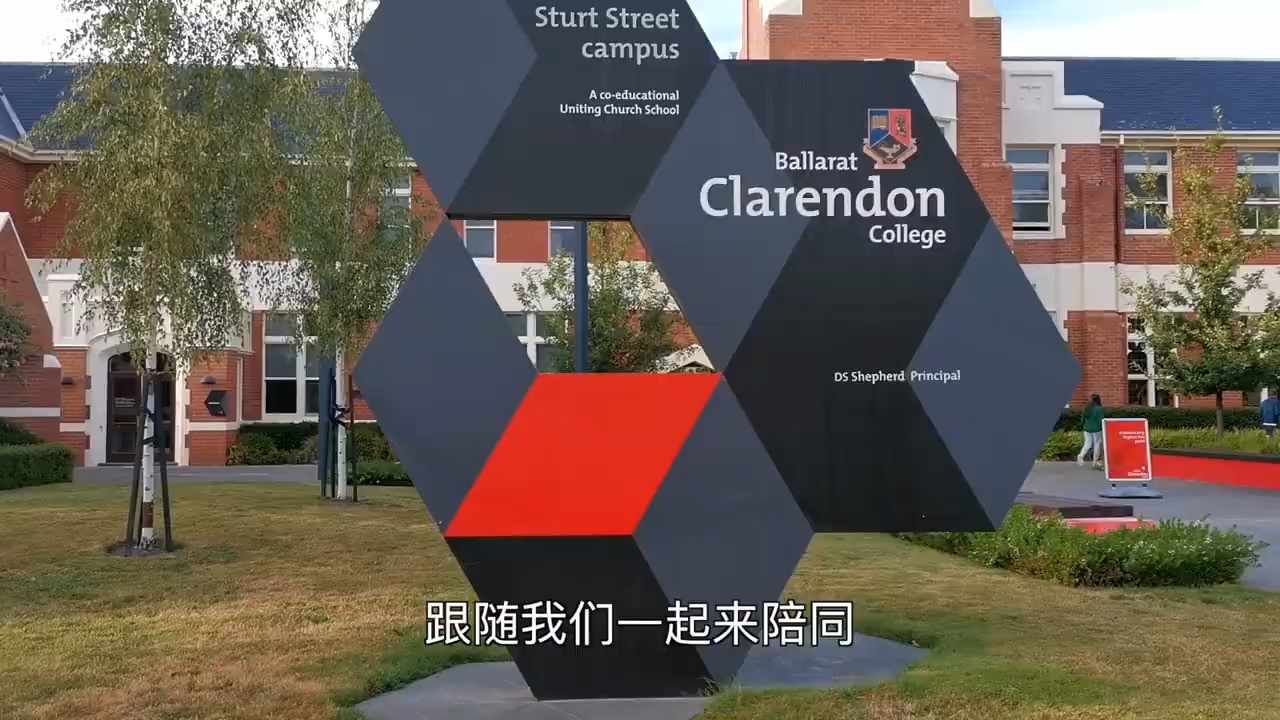 Sturt Street
campus
A co-educational
Uniting Church School
Ballarat
Clarendon
College
DS Shepherd Principal
跟随我们一起来陪同